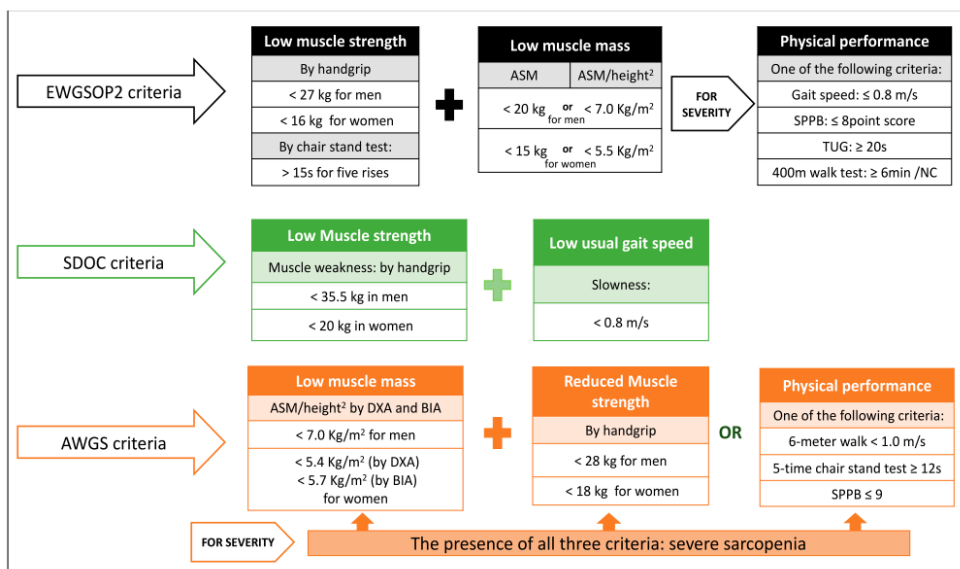 EWGSOP2 criteria
Low muscle strength
By handgrip
< 27 kg for men
< 16 kg for women
By chair stand test:
> 15s for five rises
Low muscle mass
ASM ASM/height²
< 20 kg or < 7.0 Kg/m²
for men
< 15 kg or < 5.5 Kg/m²
for women
FOR
SEVERITY
Physical performance
One of the following criteria:
Gait speed: ≤ 0.8 m/s
SPPB: ≤ 8point score
TUG: ≥ 20s
400m walk test: ≥ 6min /NC
SDOC criteria
Low Muscle strength
Muscle weakness: by handgrip
< 35.5 kg in men
< 20 kg in women
Low usual gait speed
Slowness:
< 0.8 m/s
AWGS criteria
Low muscle mass
ASM/height² by DXA and BIA
< 7.0 Kg/m² for men
< 5.4 Kg/m² (by DXA)
< 5.7 Kg/m² (by BIA)
for women
Reduced Muscle
strength
By handgrip
< 28 kg for men
< 18 kg for women
OR
Physical performance
One of the following criteria:
6-meter walk < 1.0 m/s
5-time chair stand test ≥ 12s
SPPB ≤ 9
FOR SEVERITY
The presence of all three criteria: severe sarcopenia